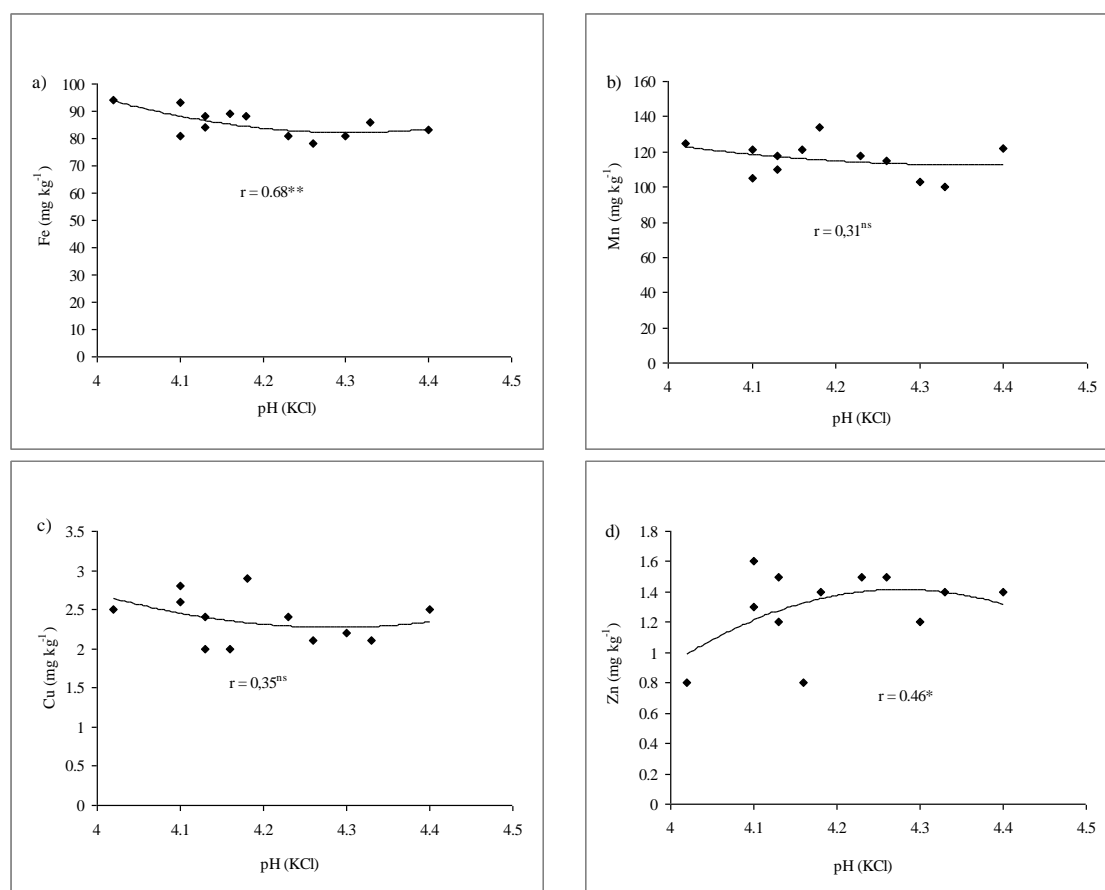 a)
100
90
80
70
60
50
40
30
20
10
0
Fe (mg kg-1)
r = 0.68**
4 4.1 4.2 4.3 4.4 4.5
pH (KCl)
b)
160
140
120
100
80
60
40
20
0
Mn (mg kg-1)
r = 0,31ns
4 4.1 4.2 4.3 4.4 4.5
pH (KCl)
c)
3.5
3
2.5
2
1.5
1
0.5
0
Cu (mg kg-1)
r = 0,35ns
4 4.1 4.2 4.3 4.4 4.5
pH (KCl)
d)
1.8
1.6
1.4
1.2
1
0.8
0.6
0.4
0.2
0
Zn (mg kg-1)
r = 0.46*
4 4.1 4.2 4.3 4.4 4.5
pH (KCl)